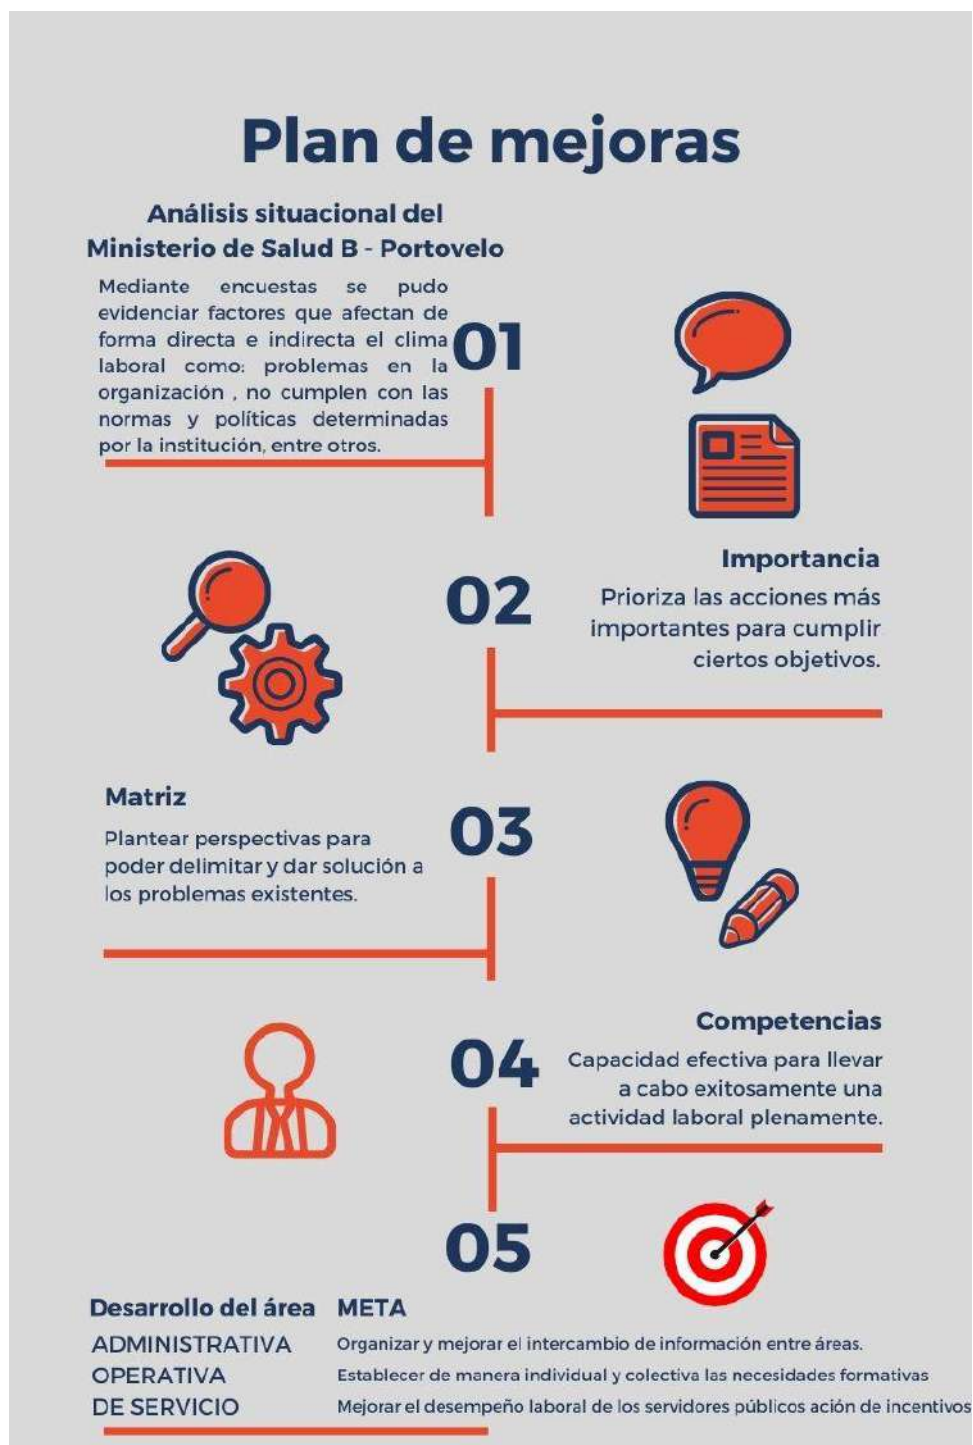 Plan de mejoras
Análisis situacional del
Ministerio de Salud B - Portovelo
Mediante encuestas se pudo
evidenciar factores que afectan de
forma directa e indirecta el clima
laboral como: problemas en la
organización , no cumplen con las
normas y políticas determinadas
por la institución, entre otros.
01
02
Importancia
Prioriza las acciones más
importantes para cumplir
ciertos objetivos.
Matriz
Plantear perspectivas para
poder delimitar y dar solución a
los problemas existentes.
03
04
Competencias
Capacidad efectiva para llevar
a cabo exitosamente una
actividad laboral plenamente.
05
Desarrollo del área META
ADMINISTRATIVA Organizar y mejorar el intercambio de información entre áreas.
OPERATIVA Establecer de manera individual y colectiva las necesidades formativas
DE SERVICIO Mejorar el desempeño laboral de los servidores públicos ación de incentivos